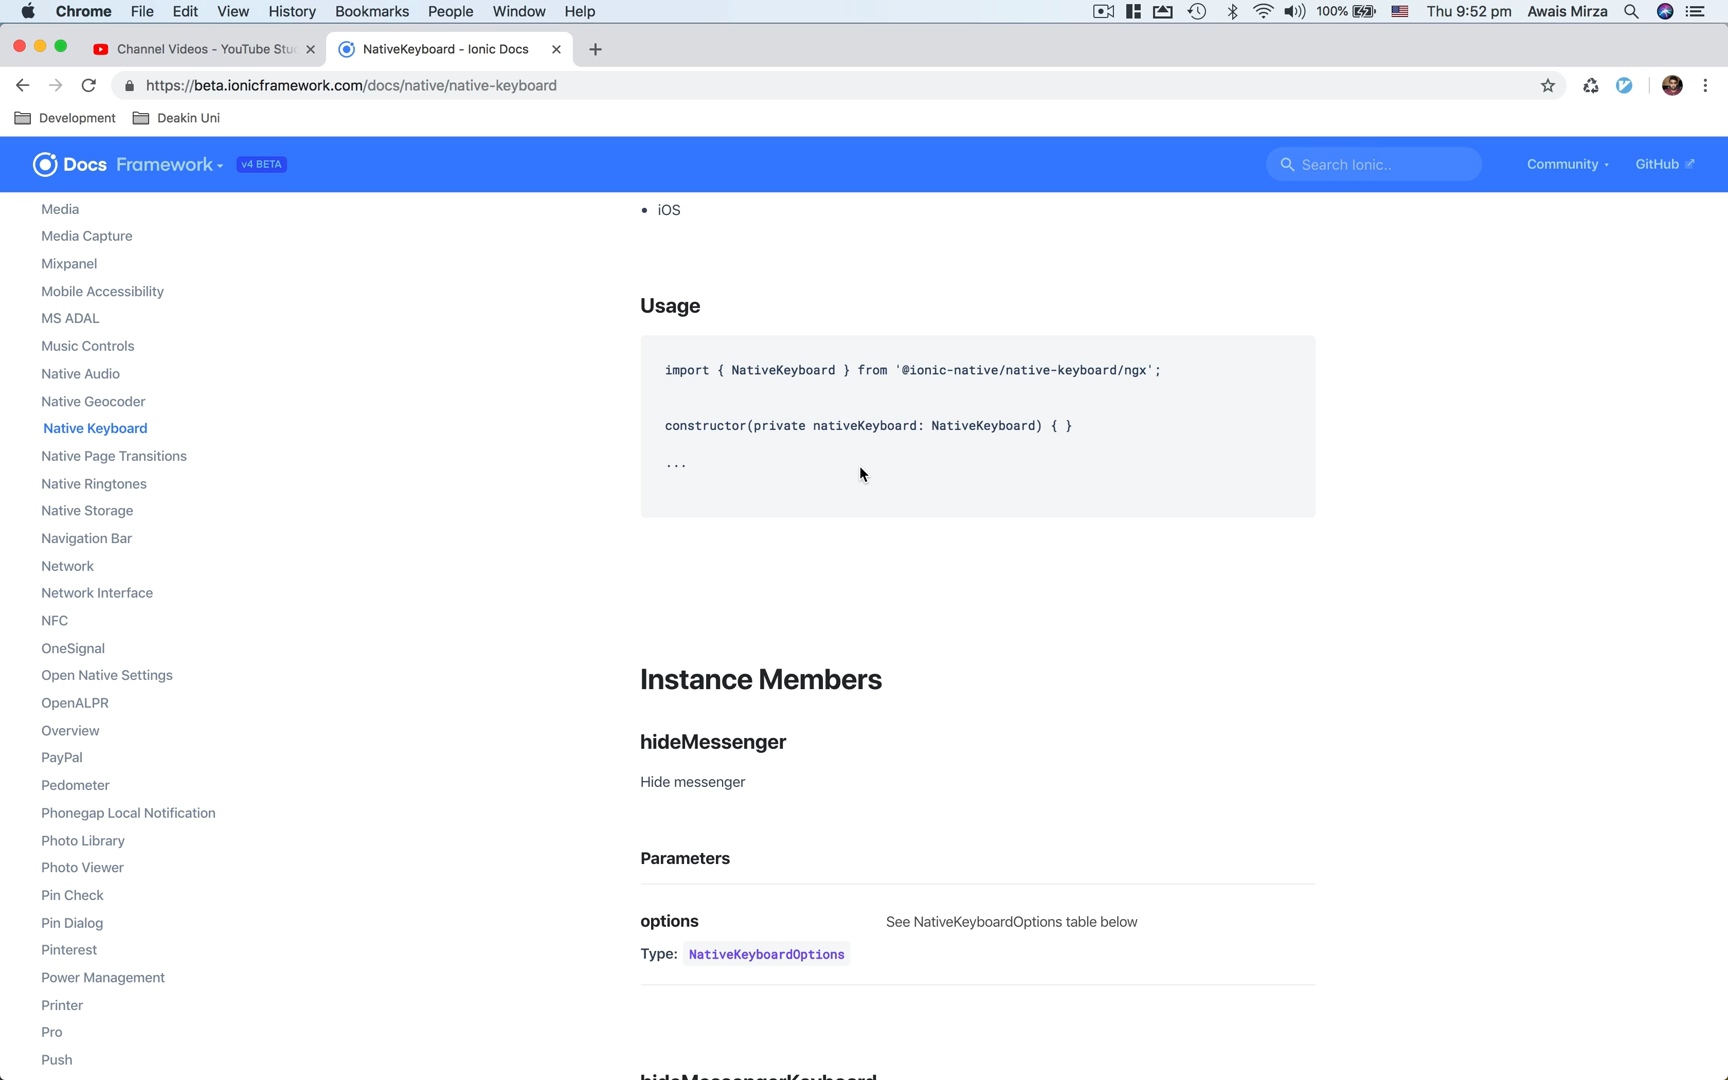 Chrome File Edit View History Bookmarks People Window Help 100% Thu 9:52 pm Awais Mirza
Channel Videos - YouTube Stu NativeKeyboard - Ionic Docs
https://beta.ionicframework.com/docs/native/native-keyboard
Development Deakin Uni
Docs Framework v4 BETA Search Ionic.. Community GitHub
Media
Media Capture
Mixpanel
Mobile Accessibility
MS ADAL
Music Controls
Native Audio
Native Geocoder
Native Keyboard
Native Page Transitions
Native Ringtones
Native Storage
Navigation Bar
Network
Network Interface
NFC
OneSignal
Open Native Settings
OpenALPR
Overview
PayPal
Pedometer
Phonegap Local Notification
Photo Library
Photo Viewer
Pin Check
Pin Dialog
Pinterest
Power Management
Printer
Pro
Push
• iOS
Usage
import { NativeKeyboard } from '@ionic-native/native-keyboard/ngx';
constructor(private nativeKeyboard: NativeKeyboard) { }
...
Instance Members
hideMessenger
Hide messenger
Parameters
options See NativeKeyboardOptions table below
Type: NativeKeyboardOptions
hideMessengerKeyboard